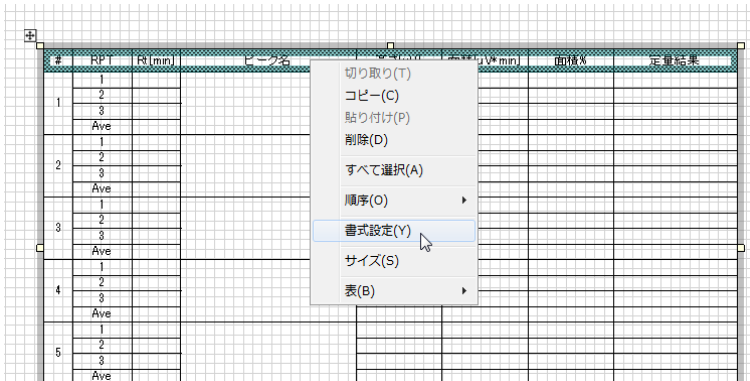 # RPT Rt[min] ピーク名 面積[μV*min] 面積% 定量結果
切り取り(T)
コピー(C)
貼り付け(P)
削除(D)
すべて選択(A)
順序(O)
書式設定(Y)
サイズ(S)
表(B)
1
1
2
3
Ave
2
1
2
3
Ave
3
1
2
3
Ave
4
1
2
3
Ave
5
1
2
3
Ave